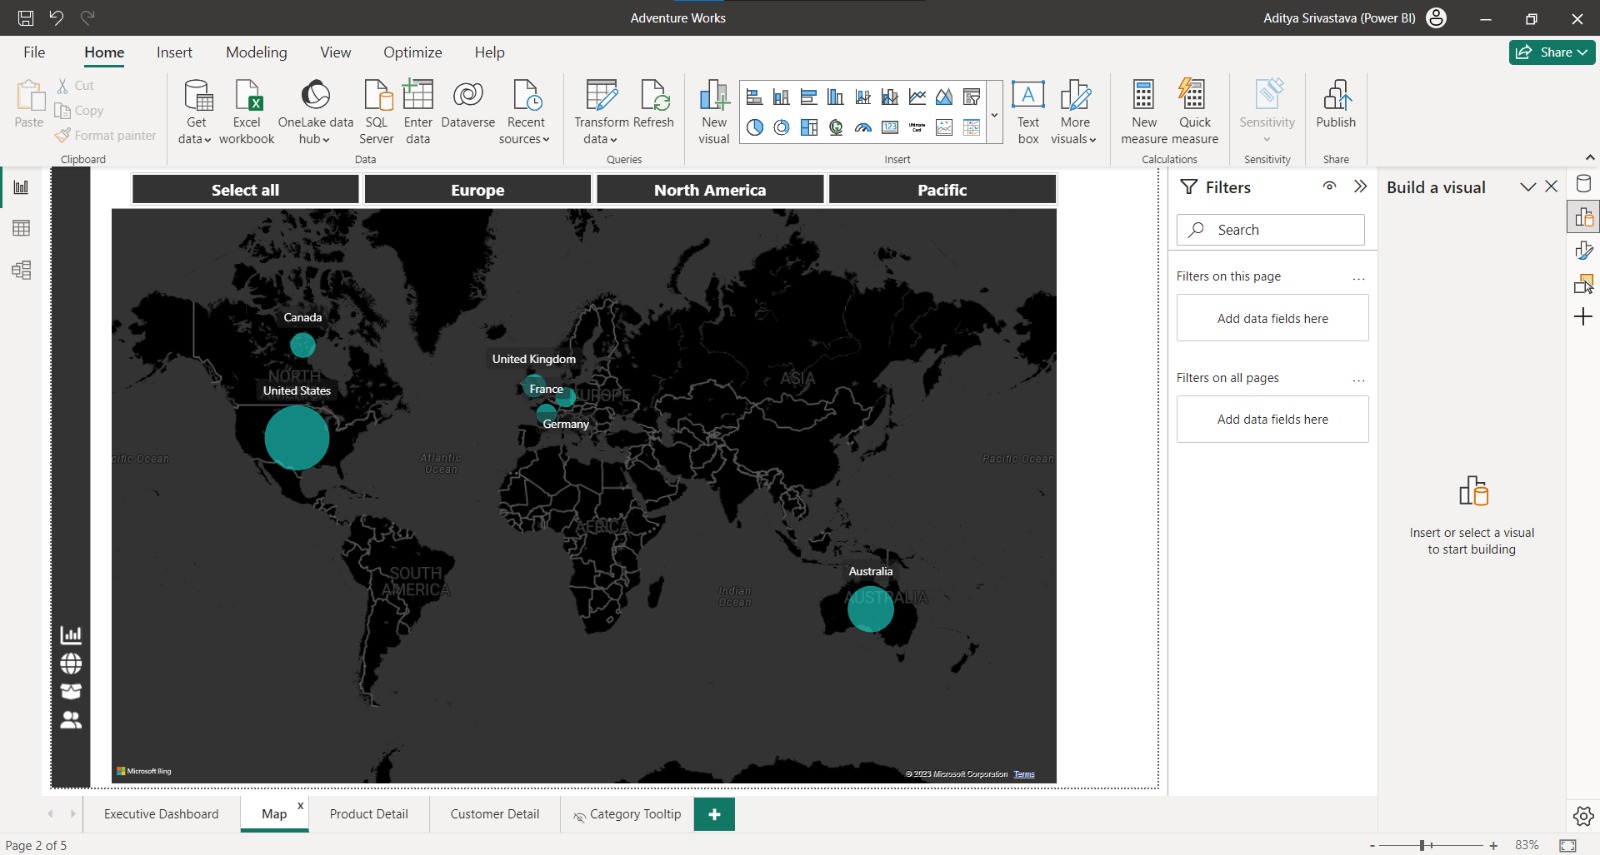 Adventure Works
Aditya Srivastava (Power BI)
File
Home
Insert
Modeling
View
Optimize
Help
Share
Paste
Cut
Copy
Format painter
Clipboard
Get data
Excel workbook
OneLake data hub
SQL Server
Enter data
Dataverse
Recent sources
Data
Transform data
Refresh
Queries
New visual
123
Ultimate Card
Text box
More visuals
Insert
New measure
Quick measure
Calculations
Sensitivity
Sensitivity
Publish
Share
Select all
Europe
North America
Pacific
Canada
NORTH
United States
United Kingdom
France
EUROPE
Germany
ASIA
Pacific Ocean
Atlantic
Ocean
Pacific Ocean
AFRICA
SOUTH
AMERICA
Indian
Ocean
Australia
AUSTRALIA
Microsoft Bing
© 2023 Microsoft Corporation Terms
Filters
Search
Filters on this page
...
Add data fields here
Filters on all pages
...
Add data fields here
Build a visual
Insert or select a visual
to start building
Executive Dashboard
Map
x
Product Detail
Customer Detail
Category Tooltip
+
Page 2 of 5
-
+
83%